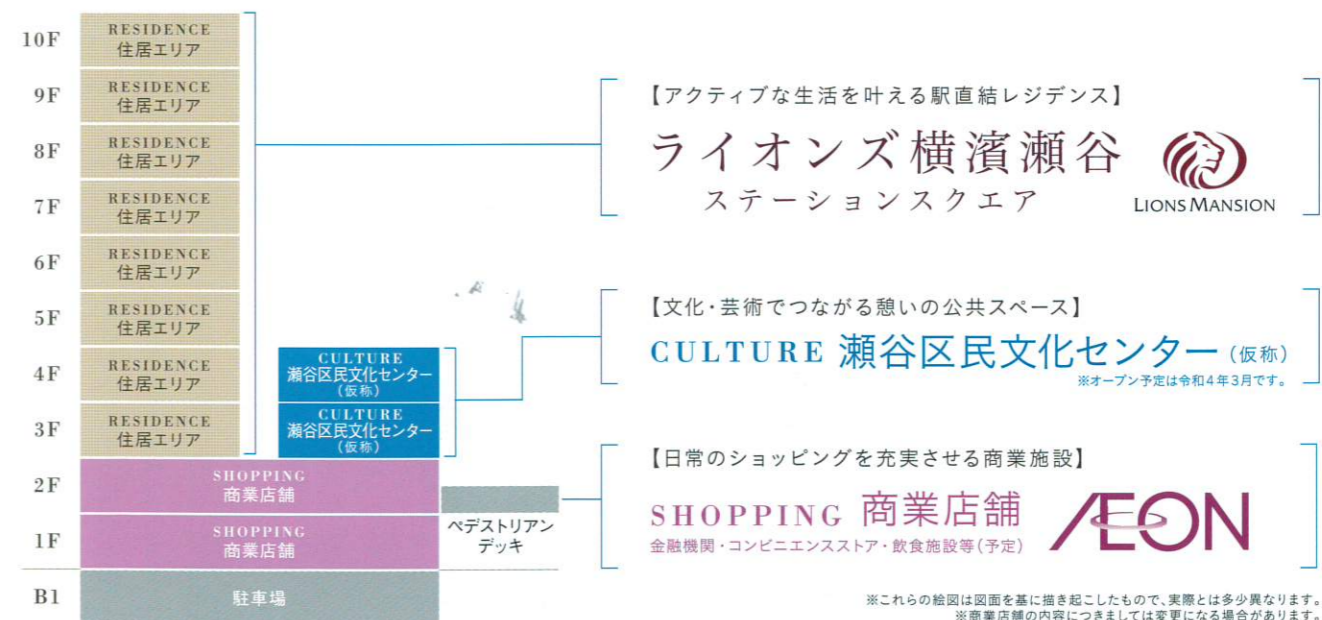 10F
RESIDENCE
住居エリア
9F
RESIDENCE
住居エリア
8F
RESIDENCE
住居エリア
7F
RESIDENCE
住居エリア
6F
RESIDENCE
住居エリア
5F
RESIDENCE
住居エリア
4F
RESIDENCE
住居エリア
CULTURE
瀬谷区民文化センター
(仮称)
3F
RESIDENCE
住居エリア
CULTURE
瀬谷区民文化センター
(仮称)
2F
SHOPPING
商業店舗
1F
SHOPPING
商業店舗
ペデストリアン
デッキ
B1
駐車場
【アクティブな生活を叶える駅直結レジデンス】
ライオンズ横濱瀬谷
ステーションスクエア
LIONS MANSION
【文化・芸術でつながる憩いの公共スペース】
CULTURE 瀬谷区民文化センター(仮称)
※オープン予定は令和4年3月です。
【日常のショッピングを充実させる商業施設】
SHOPPING 商業店舗
金融機関・コンビニエンスストア・飲食施設等(予定)
ÆON
※これらの絵図は図面を基に描き起こしたもので、実際とは多少異なります。
※商業店舗の内容につきましては変更になる場合があります。